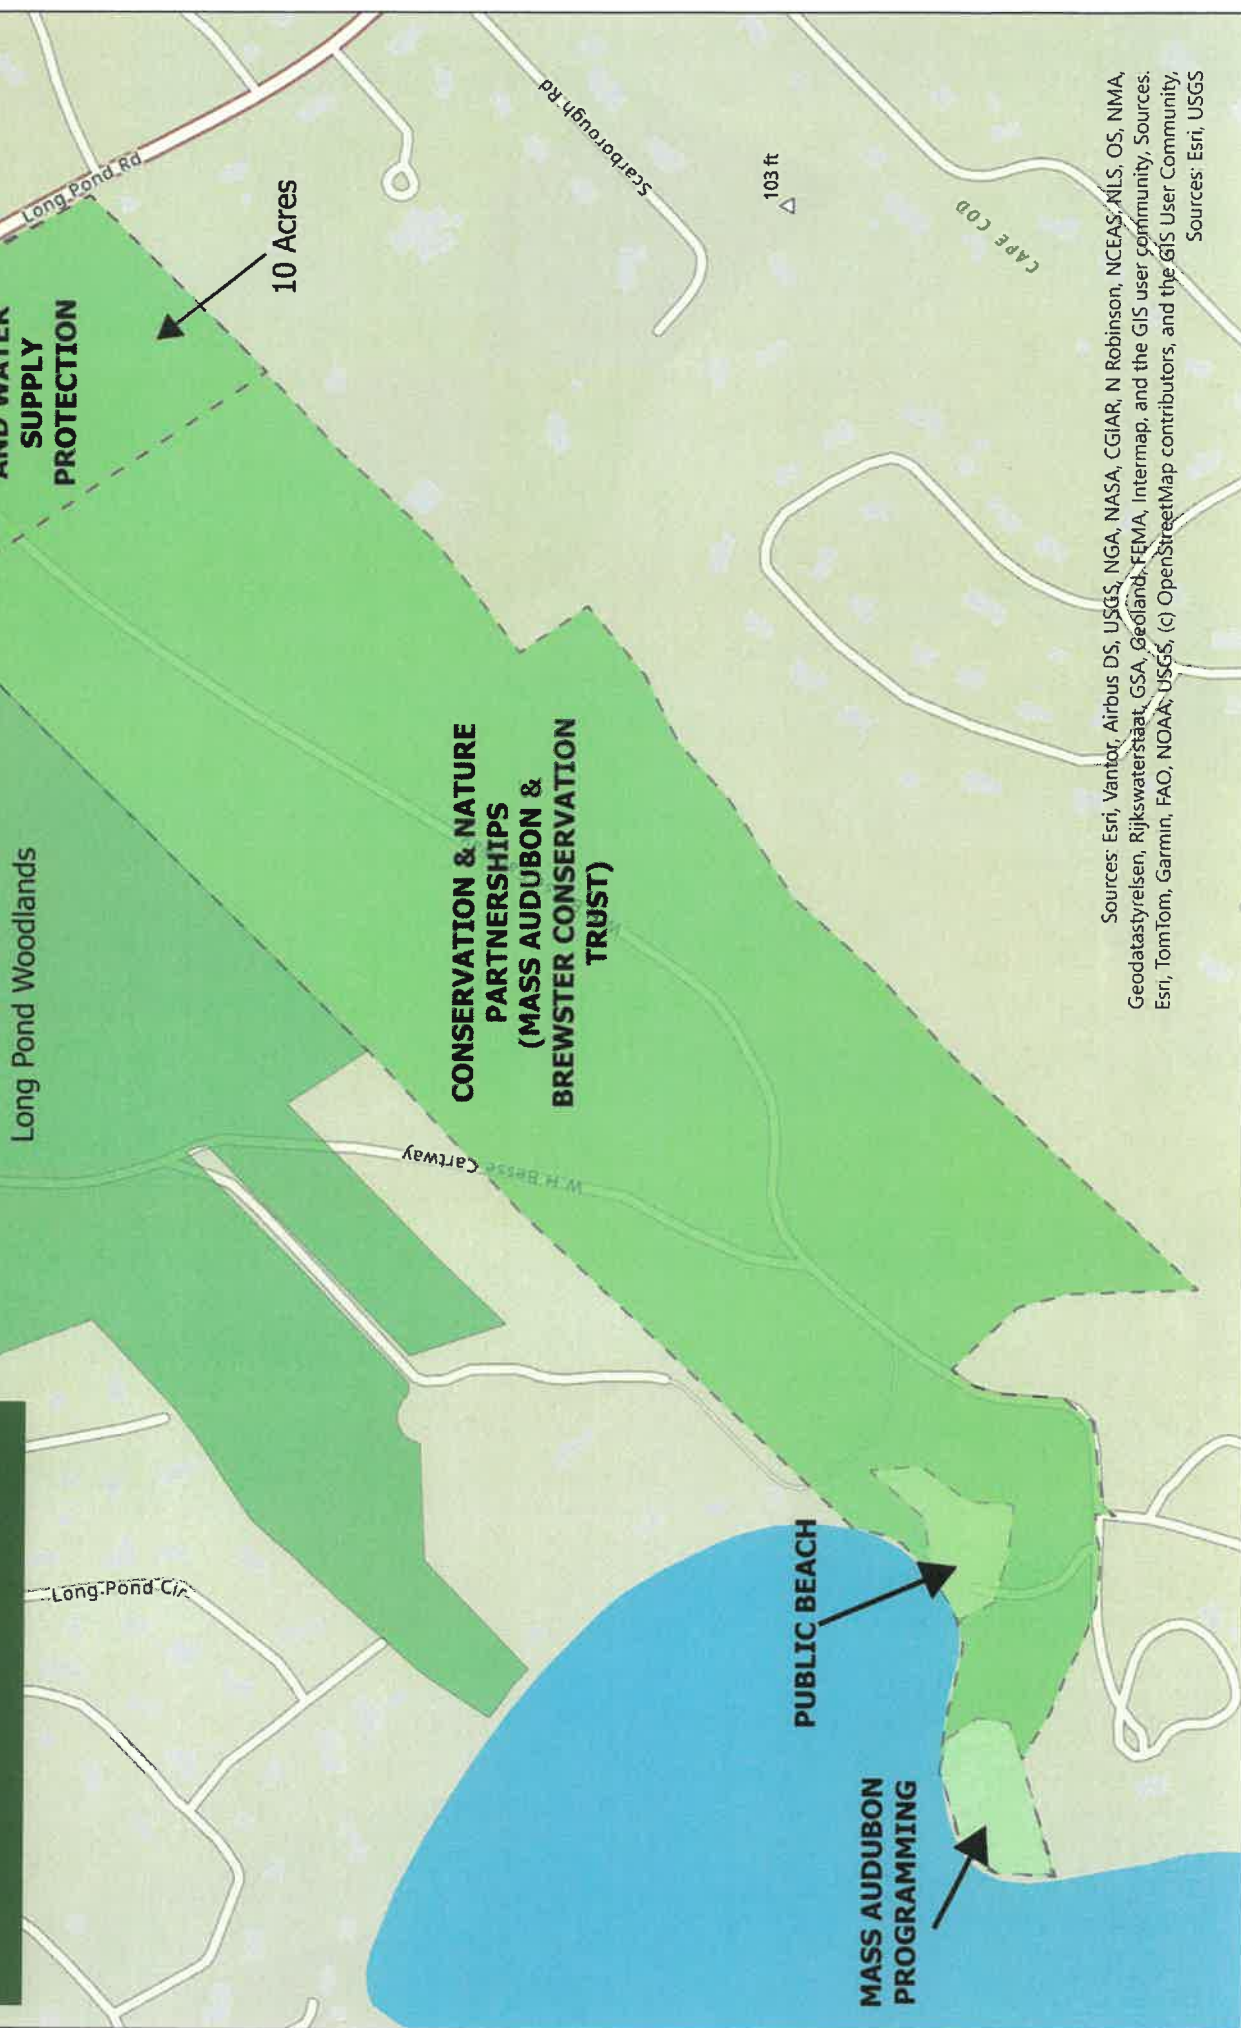 AND WATER
SUPPLY
PROTECTION
Long Pond Rd
10 Acres
Scarborough Rd
103 ft
CAPE COD
Long Pond Woodlands
CONSERVATION & NATURE
PARTNERSHIPS
(MASS AUDUBON &
BREWSTER CONSERVATION
TRUST)
W H Besse Cartway
Long Pond Cir
PUBLIC BEACH
MASS AUDUBON
PROGRAMMING
Sources: Esri, Vantor, Airbus DS, USGS, NGA, NASA, CGIAR, N Robinson, NCEAS, NLS, OS, NMA,
Geodatastyrelsen, Rijkswaterstaat, GSA, Geoland, FEMA, Intermap, and the GIS user community, Sources:
Esri, TomTom, Garmin, FAO, NOAA, USGS, (c) OpenStreetMap contributors, and the GIS User Community,
Sources: Esri, USGS